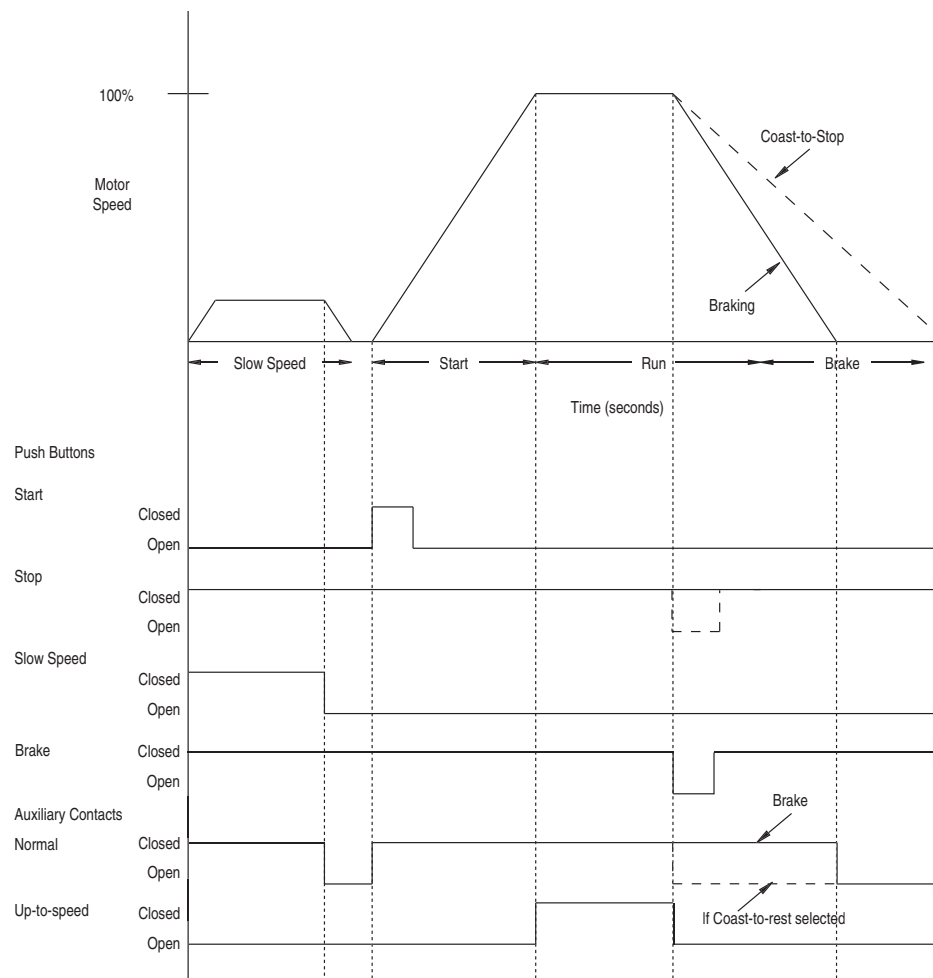 100%
Coast-to-Stop
Motor
Speed
Braking
Slow Speed
Start
Run
Brake
Time (seconds)
Push Buttons
Start
Closed
Open
Stop
Closed
Open
Slow Speed
Closed
Open
Brake
Closed
Open
Auxiliary Contacts
Brake
Normal
Closed
Open
Up-to-speed
Closed
If Coast-to-rest selected
Open